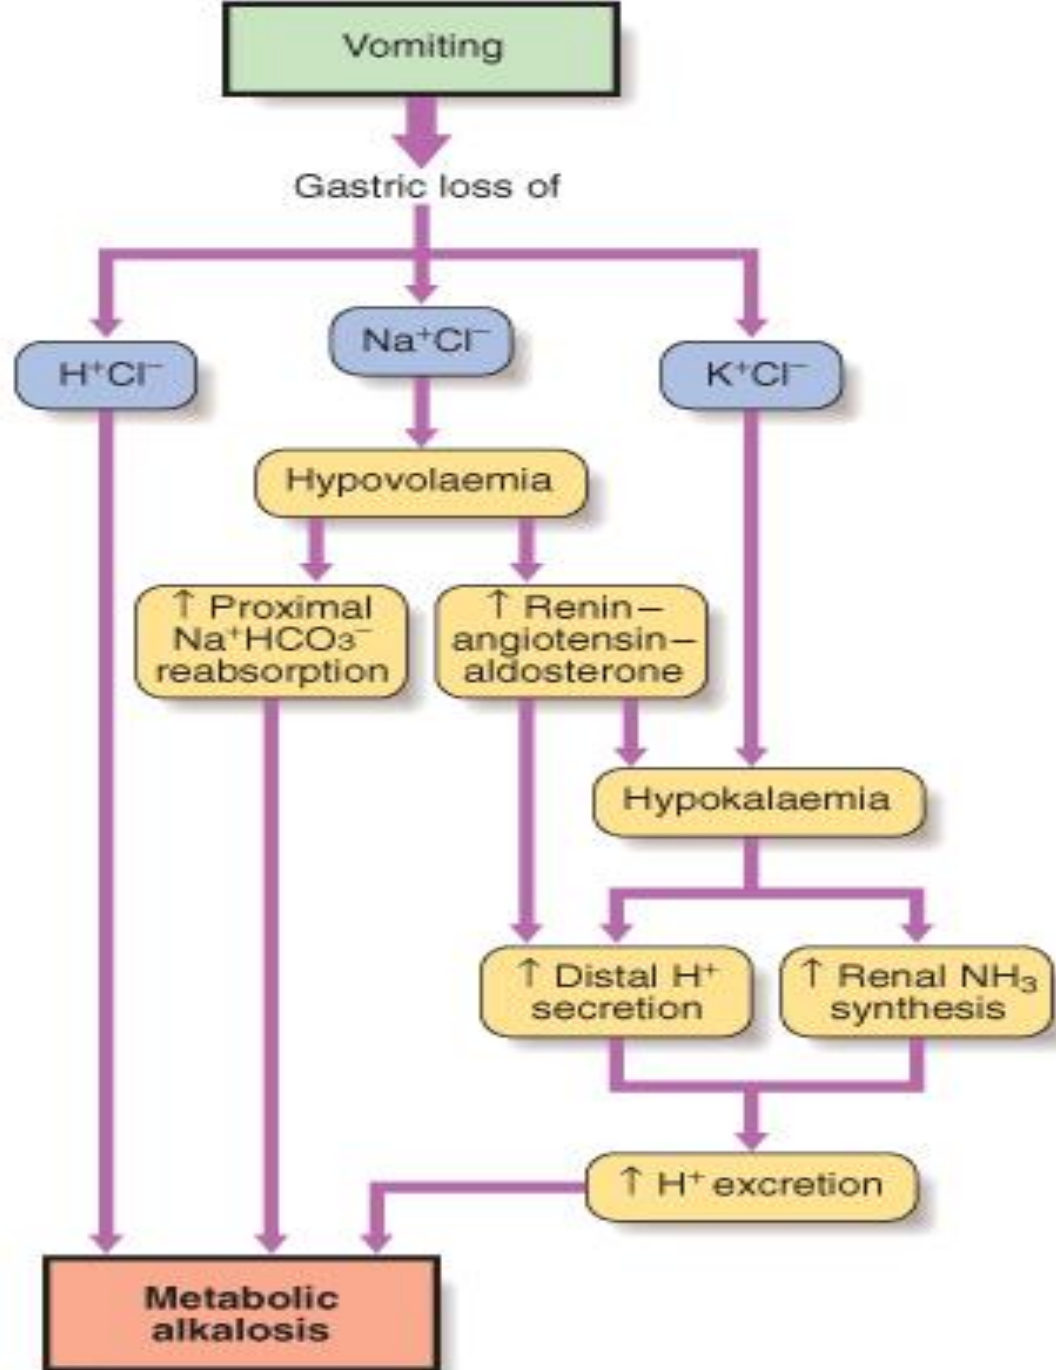 Vomiting
Gastric loss of
H⁺Cl⁻
Na⁺Cl⁻
K⁺Cl⁻
Hypovolaemia
↑ Proximal
Na⁺HCO₃⁻
reabsorption
↑ Renin–
angiotensin–
aldosterone
Hypokalaemia
↑ Distal H⁺
secretion
↑ Renal NH₃
synthesis
↑ H⁺ excretion
Metabolic
alkalosis